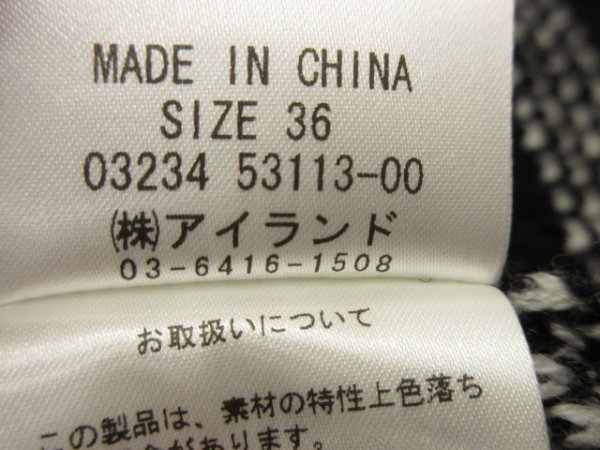 MADE IN CHINA
SIZE 36
03234 53113-00
(株)アイランド
03-6416-1508
お取扱いについて
この製品は、素材の特性上色落ち
があります。